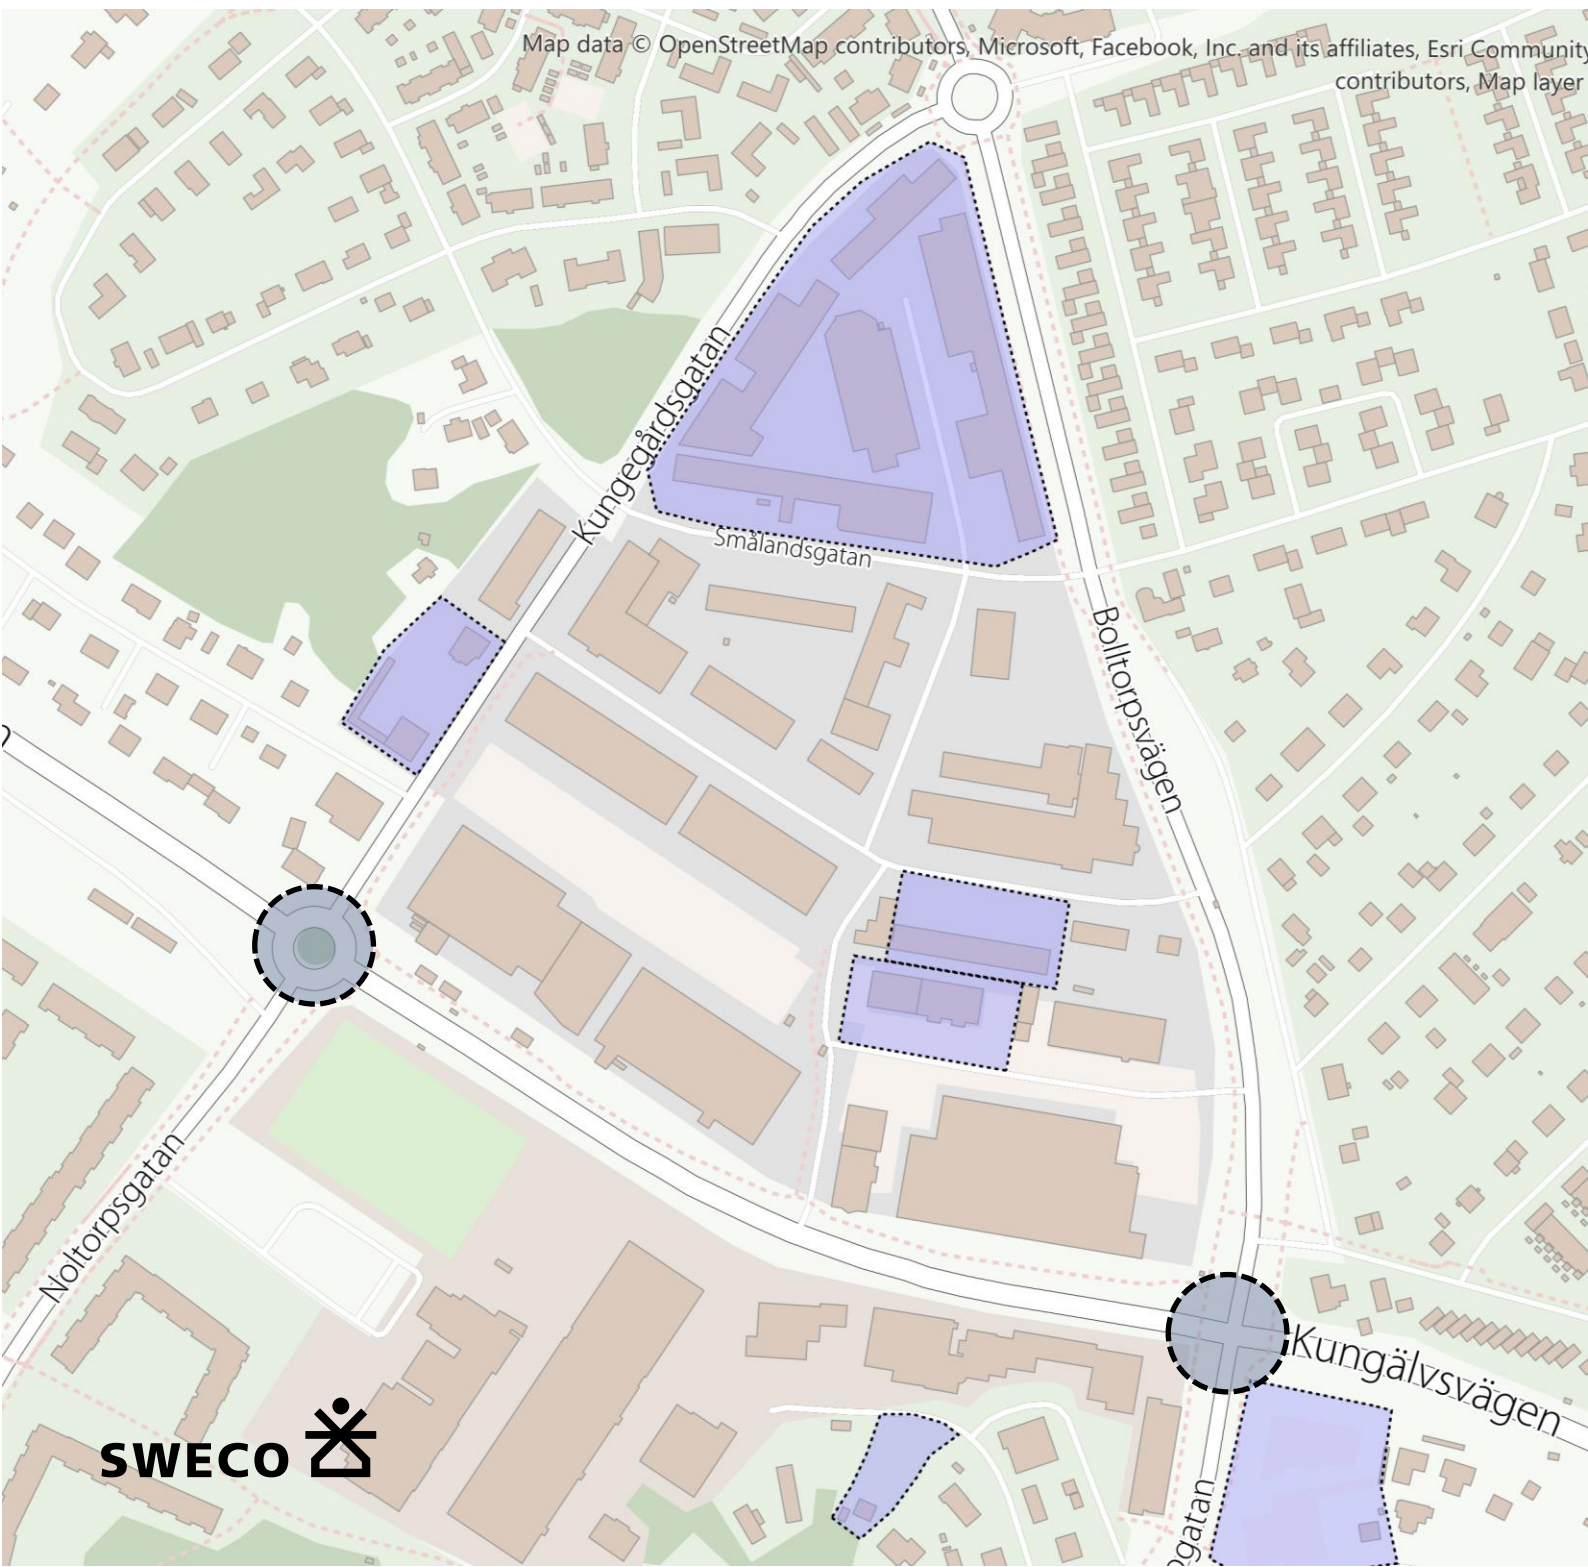 Map data © OpenStreetMap contributors, Microsoft, Facebook, Inc. and its affiliates, Esri Community
contributors, Map layer
Kungegårdsgatan
Smålandsgatan
Bolltorpsvägen
Noltorpsgatan
Kungälvsvägen
SWECO